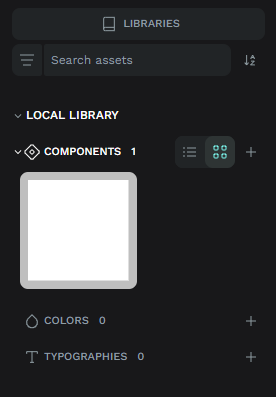 LIBRARIES
Search assets
LOCAL LIBRARY
COMPONENTS 1
COLORS 0
TYPOGRAPHIES 0